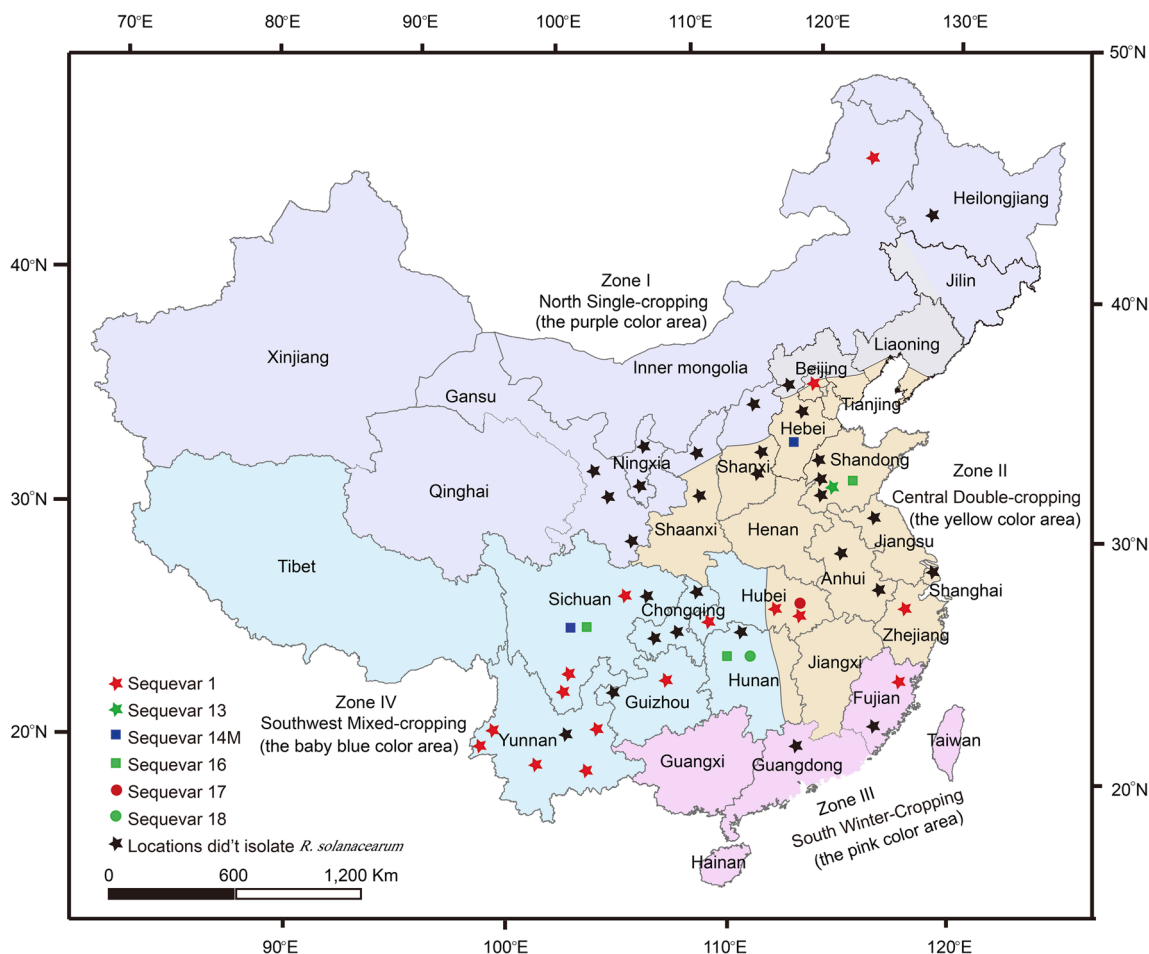 70°E 80°E 90°E 100°E 110°E 120°E 130°E
50°N
Heilongjiang
40°N
Jilin
Zone I
North Single-cropping
(the purple color area)
40°N
Liaoning
Xinjiang
Inner mongolia
Beijing
Gansu
Tianjing
Hebei
Ningxia
Shanxi
Shandong
Zone II
Central Double-cropping
(the yellow color area)
Qinghai
30°N
Shaanxi
Henan
Jiangsu
30°N
Tibet
Anhui
Shanghai
Sichuan
Chongqing
Hubei
Zhejiang
Jiangxi
Hunan
Guizhou
Fujian
Sequevar 1
Sequevar 13
Sequevar 14M
Sequevar 16
Sequevar 17
Sequevar 18
Locations did't isolate R. solanacearum
Zone IV
Southwest Mixed-cropping
(the baby blue color area)
Yunnan
20°N
Taiwan
Guangxi
Guangdong
20°N
Zone III
South Winter-Cropping
(the pink color area)
Hainan
0 600 1,200 Km
90°E 100°E 110°E 120°E